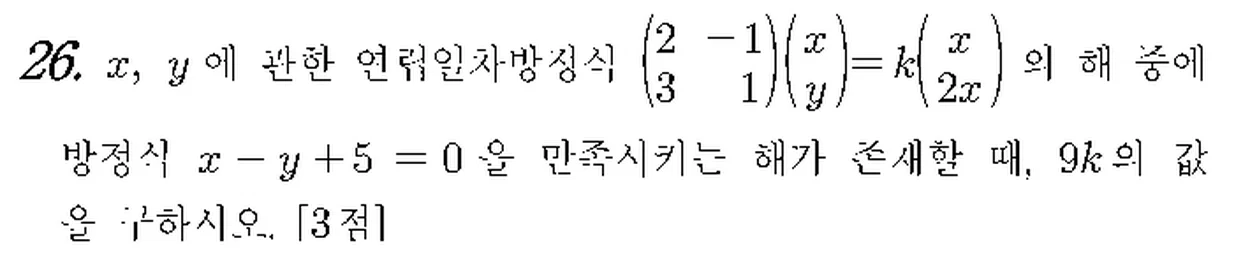 26. x, y에 관한 연립일차방정식 (2 -1 3 1)(x y)=k(x 2x)의 해 중에
방정식 x-y+5 = 0을 만족시키는 해가 존재할 때, 9k의 값
을 구하시오. [3점]